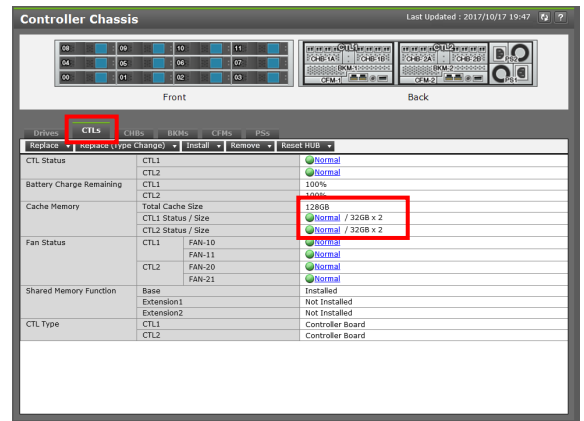 Controller Chassis
Last Updated : 2017/10/17 19:47
?
08 09 10 11
04 05 06 07
00 01 02 03
CTL1 CTL2
CHB-1A CHB-1B CHB-2A CHB-2B PS2
BKM-1 BKM-2
CFM-1 CFM-2 PS1
Front Back
Drives CTLs CHBs BKMs CFMs PSs
Replace Replace (Type Change) Install Remove Reset HUB
CTL Status CTL1 Normal
CTL2 Normal
Battery Charge Remaining CTL1 100%
CTL2 100%
Cache Memory Total Cache Size 128GB
CTL1 Status / Size Normal / 32GB x 2
CTL2 Status / Size Normal / 32GB x 2
Fan Status CTL1 FAN-10 Normal
FAN-11 Normal
CTL2 FAN-20 Normal
FAN-21 Normal
Shared Memory Function Base Installed
Extension1 Not Installed
Extension2 Not Installed
CTL Type CTL1 Controller Board
CTL2 Controller Board